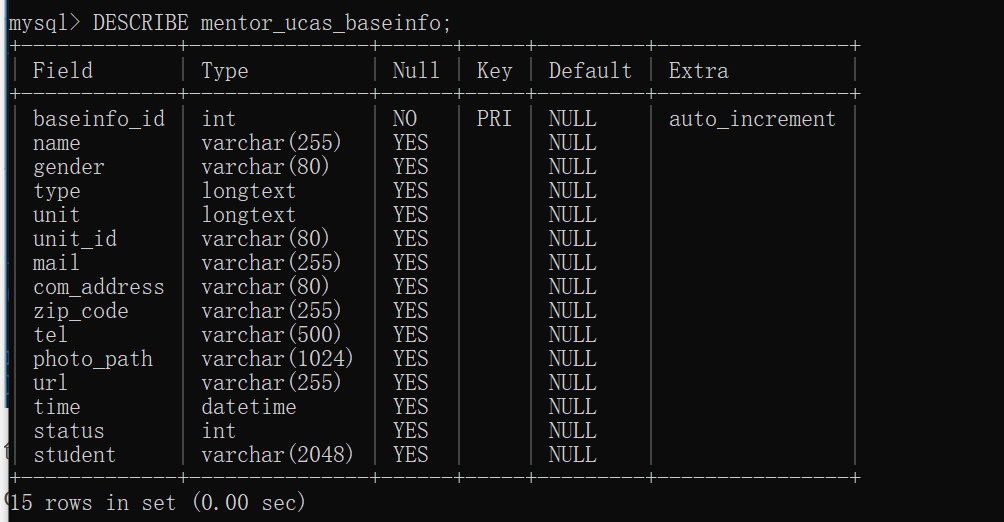 mysql> DESCRIBE mentor_ucas_baseinfo;
+-------------+---------------+------+-----+---------+----------------+
| Field | Type | Null | Key | Default | Extra |
+-------------+---------------+------+-----+---------+----------------+
| baseinfo_id | int | NO | PRI | NULL | auto_increment |
| name | varchar(255) | YES | | NULL | |
| gender | varchar(80) | YES | | NULL | |
| type | longtext | YES | | NULL | |
| unit | longtext | YES | | NULL | |
| unit_id | varchar(80) | YES | | NULL | |
| mail | varchar(255) | YES | | NULL | |
| com_address | varchar(80) | YES | | NULL | |
| zip_code | varchar(255) | YES | | NULL | |
| tel | varchar(500) | YES | | NULL | |
| photo_path | varchar(1024) | YES | | NULL | |
| url | varchar(255) | YES | | NULL | |
| time | datetime | YES | | NULL | |
| status | int | YES | | NULL | |
| student | varchar(2048) | YES | | NULL | |
+-------------+---------------+------+-----+---------+----------------+
15 rows in set (0.00 sec)